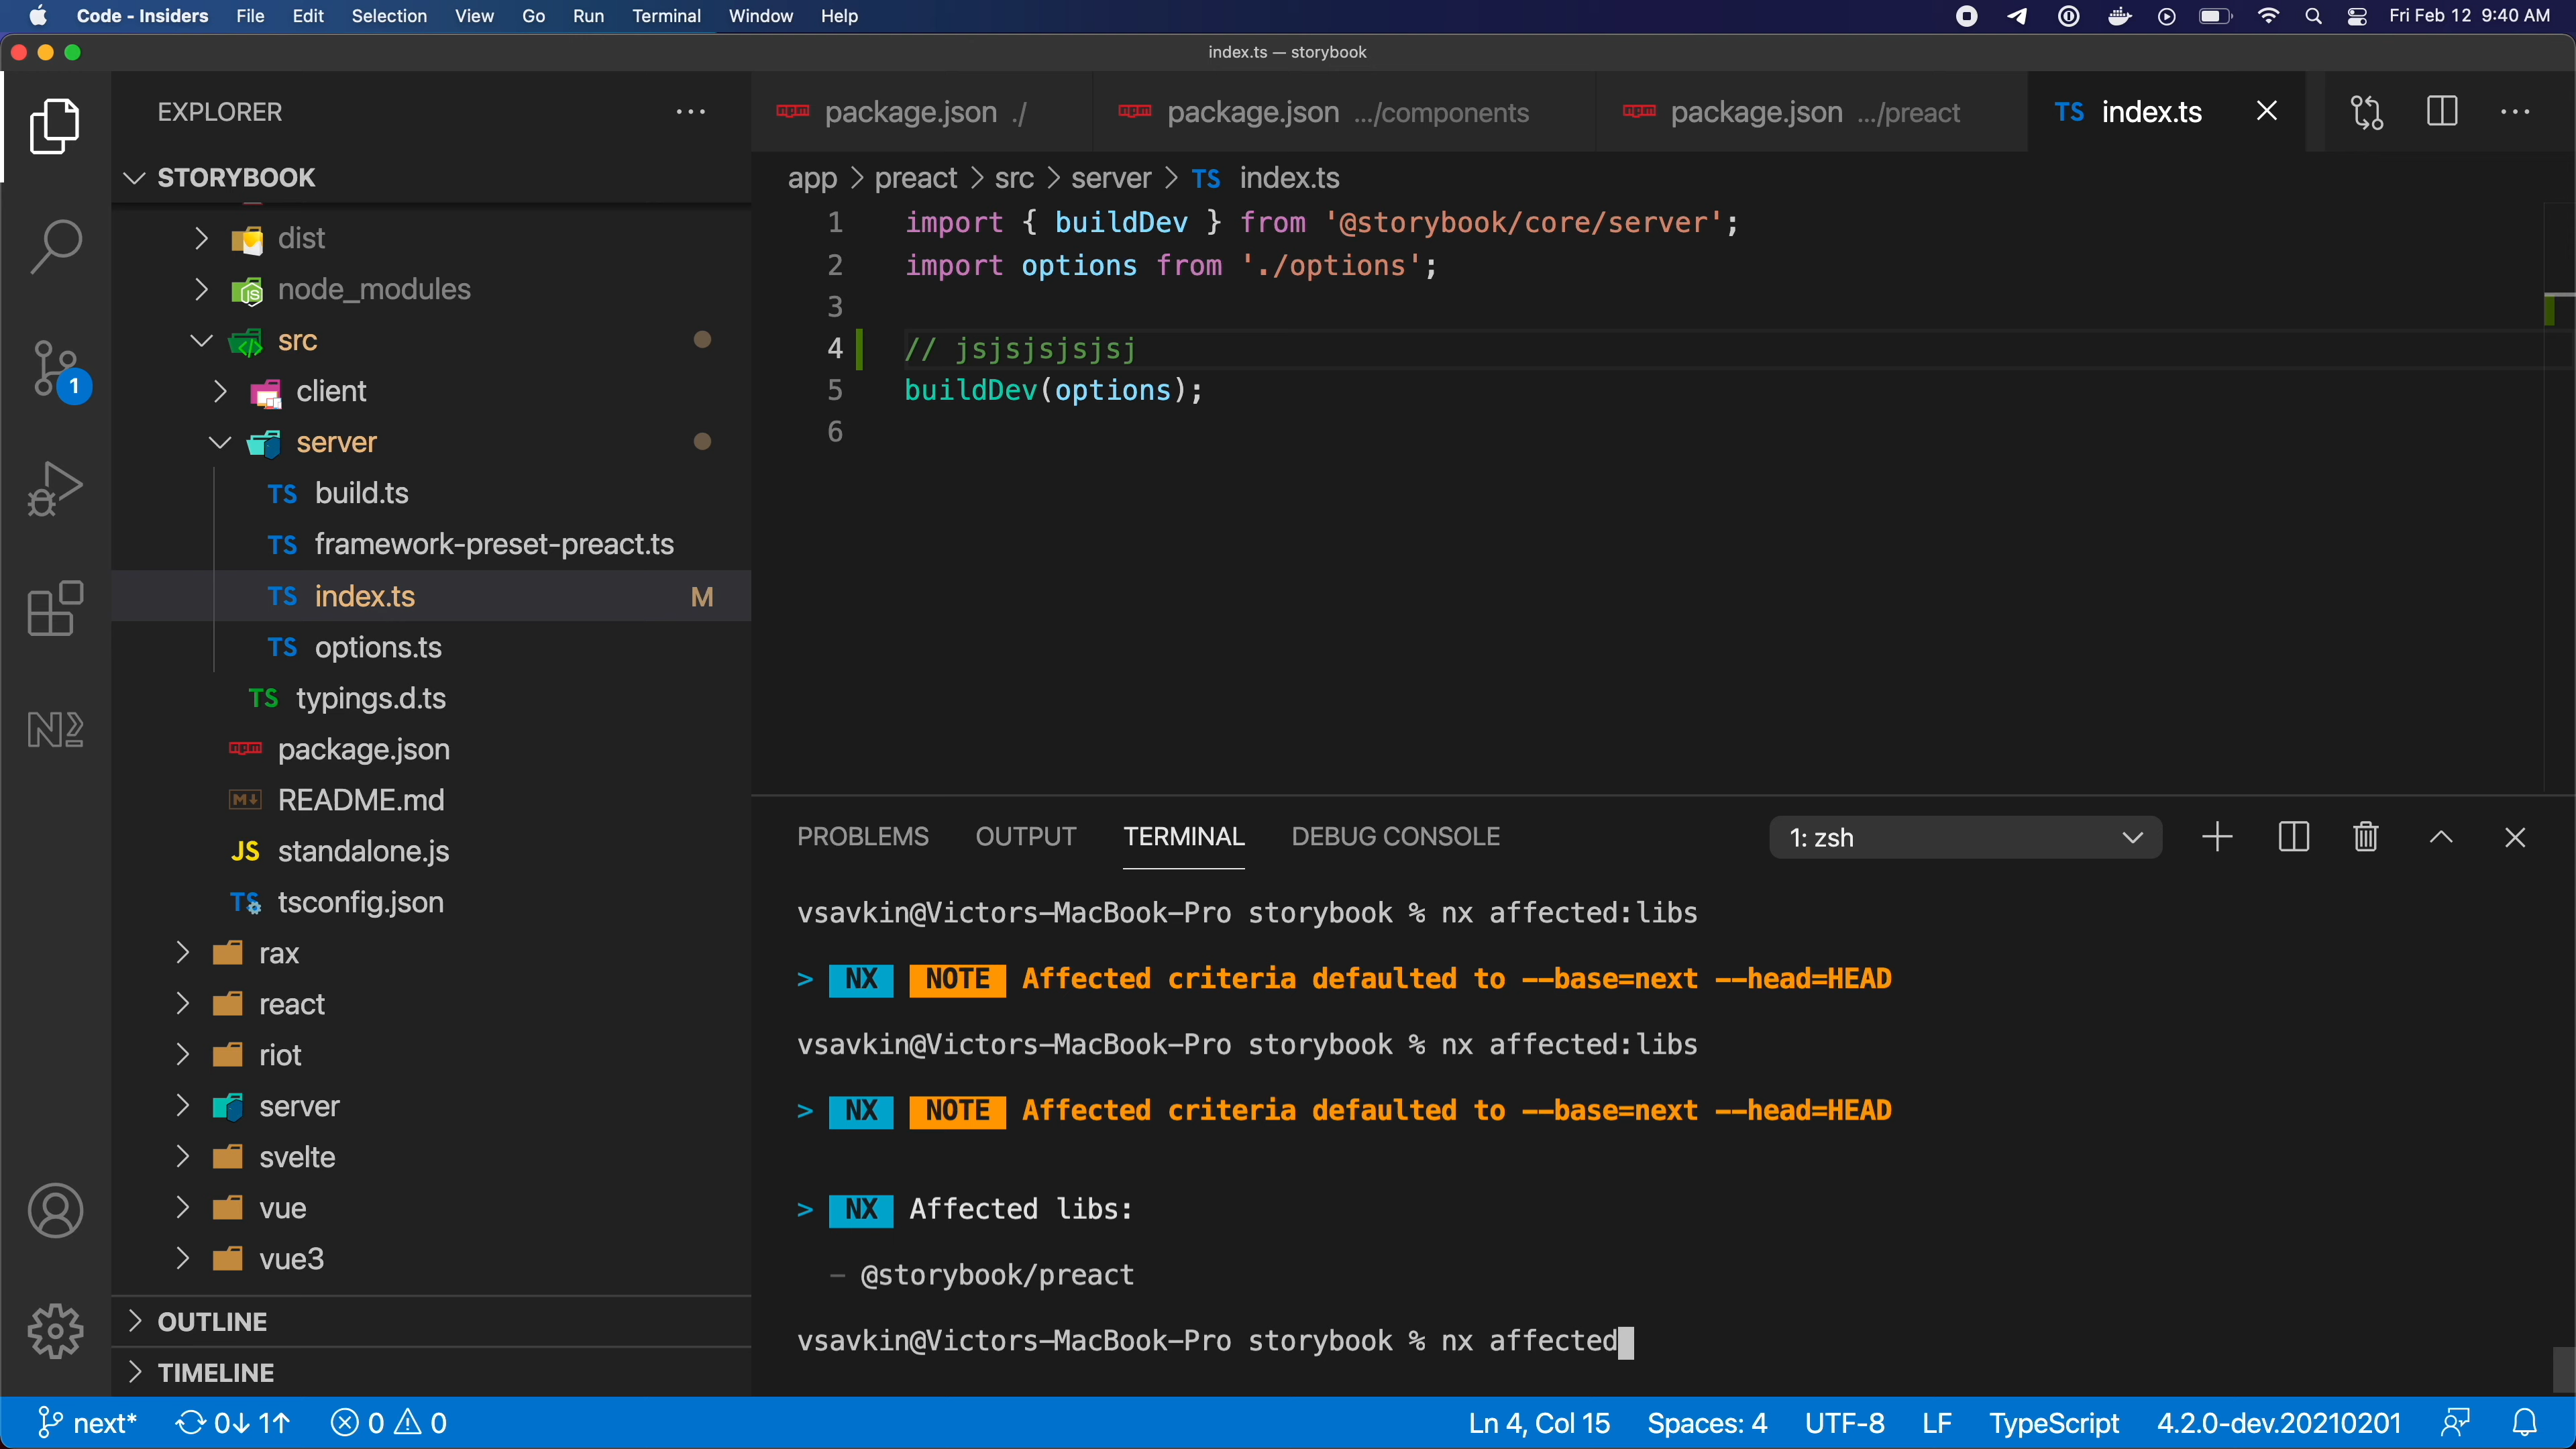 Code - Insiders File Edit Selection View Go Run Terminal Window Help Fri Feb 12 9:40 AM
index.ts — storybook
EXPLORER
package.json ./ package.json .../components package.json .../preact TS index.ts
STORYBOOK
app > preact > src > server > TS index.ts
dist
node_modules
src
client
server
TS build.ts
TS framework-preset-preact.ts
TS index.ts M
TS options.ts
TS typings.d.ts
package.json
README.md
JS standalone.js
TS tsconfig.json
rax
react
riot
server
svelte
vue
vue3
OUTLINE
TIMELINE
1
1 import { buildDev } from '@storybook/core/server';
2 import options from './options';
3
4 // jsjsjsjsjsj
5 buildDev(options);
6
PROBLEMS OUTPUT TERMINAL DEBUG CONSOLE 1: zsh
vsavkin@Victors-MacBook-Pro storybook % nx affected:libs
> NX NOTE Affected criteria defaulted to --base=next --head=HEAD
vsavkin@Victors-MacBook-Pro storybook % nx affected:libs
> NX NOTE Affected criteria defaulted to --base=next --head=HEAD
> NX Affected libs:
- @storybook/preact
vsavkin@Victors-MacBook-Pro storybook % nx affected
next* 0↓ 1↑ 0 0 Ln 4, Col 15 Spaces: 4 UTF-8 LF TypeScript 4.2.0-dev.20210201